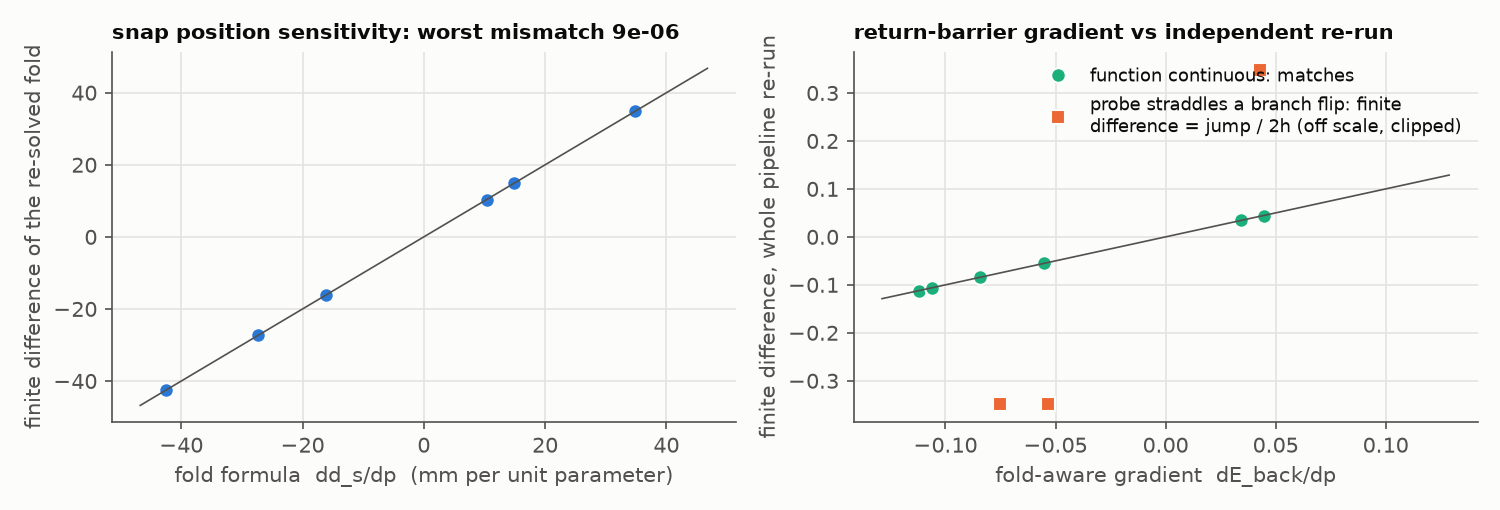 snap position sensitivity: worst mismatch 9e-06
finite difference of the re-solved fold
40
20
0
−20
−40
−40
−20
0
20
40
fold formula  dd_s/dp  (mm per unit parameter)
return-barrier gradient vs independent re-run
finite difference, whole pipeline re-run
function continuous: matches
probe straddles a branch flip: finite
difference = jump / 2h (off scale, clipped)
0.3
0.2
0.1
0.0
−0.1
−0.2
−0.3
−0.10
−0.05
0.00
0.05
0.10
fold-aware gradient  dE_back/dp